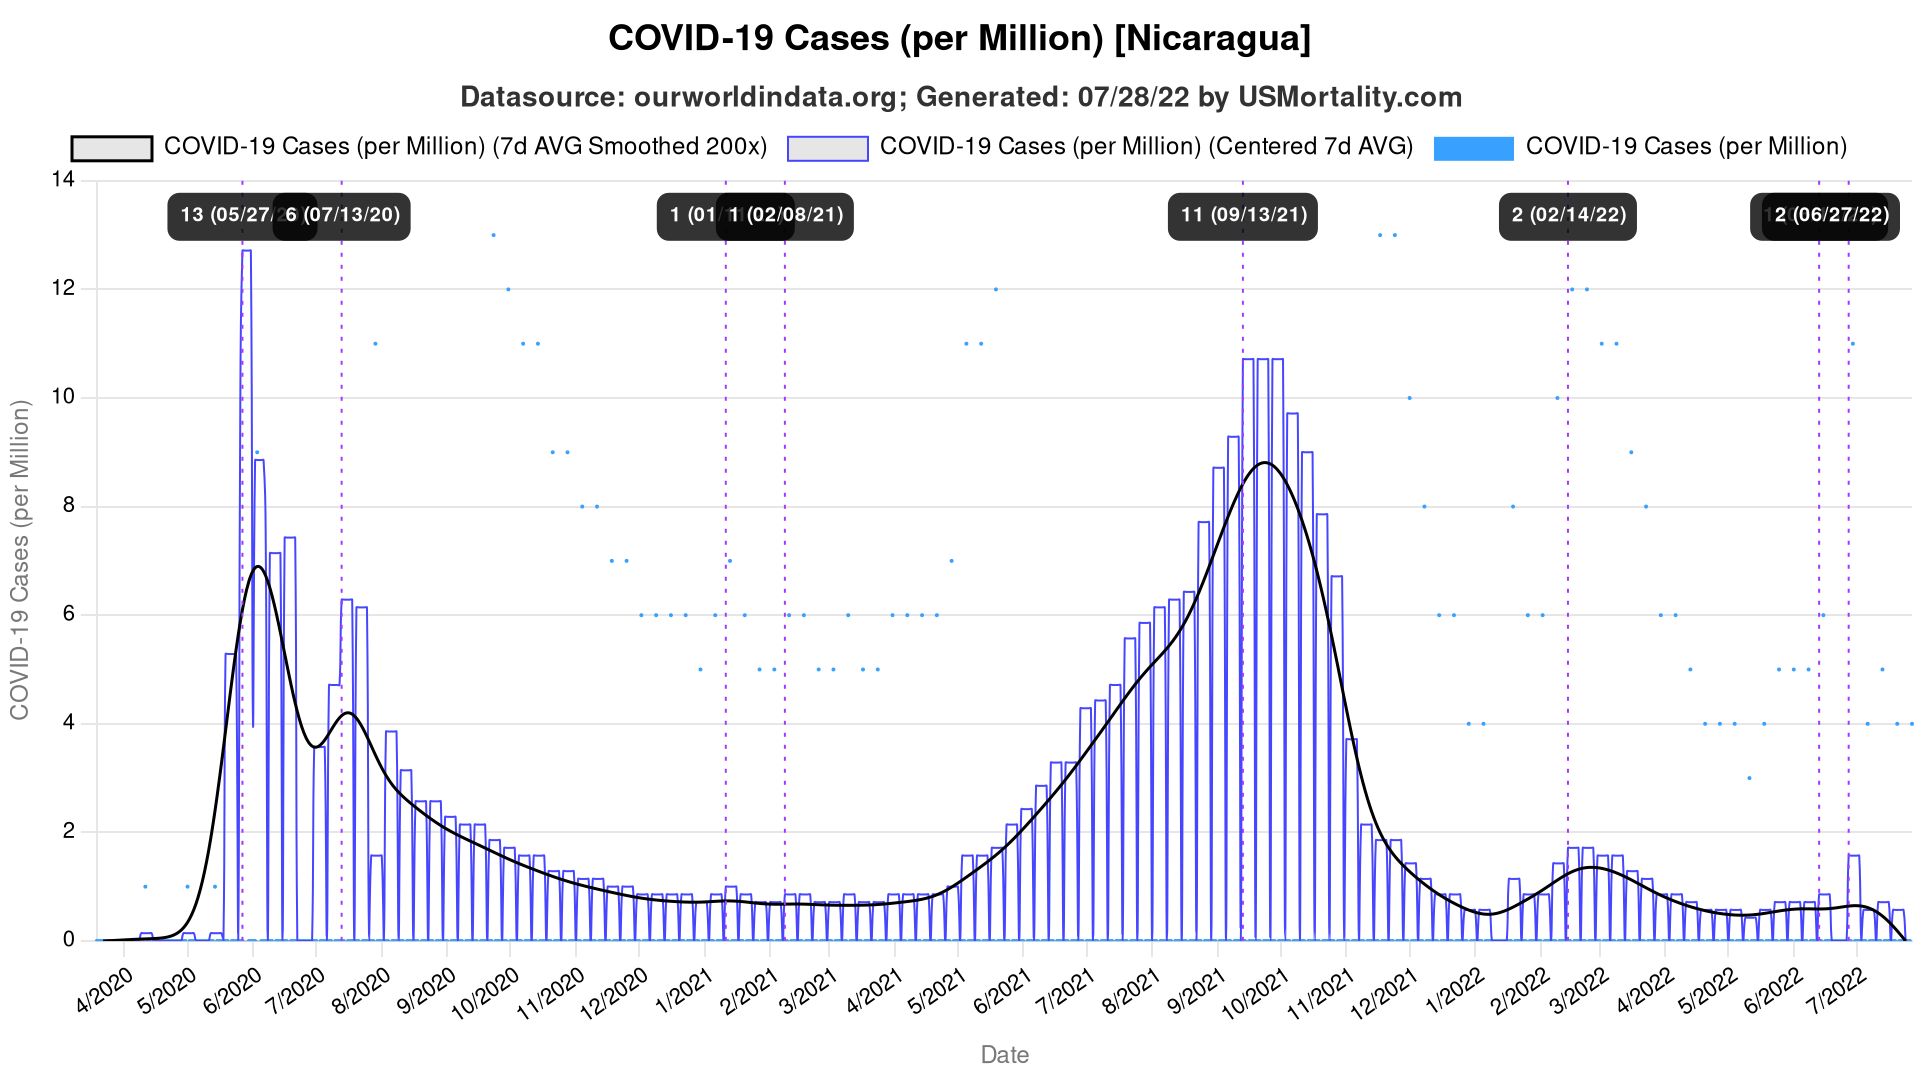 COVID-19 Cases (per Million) [Nicaragua]
Datasource: ourworldindata.org; Generated: 07/28/22 by USMortality.com
COVID-19 Cases (per Million) (7d AVG Smoothed 200x) COVID-19 Cases (per Million) (Centered 7d AVG) COVID-19 Cases (per Million)
13 (05/27/ 6 (07/13/20) 1 (01/ 1 (02/08/21) 11 (09/13/21) 2 (02/14/22) 2 (06/27/22)
14
12
10
8
6
4
2
0
COVID-19 Cases (per Million)
4/2020 5/2020 6/2020 7/2020 8/2020 9/2020 10/2020 11/2020 12/2020 1/2021 2/2021 3/2021 4/2021 5/2021 6/2021 7/2021 8/2021 9/2021 10/2021 11/2021 12/2021 1/2022 2/2022 3/2022 4/2022 5/2022 6/2022 7/2022
Date